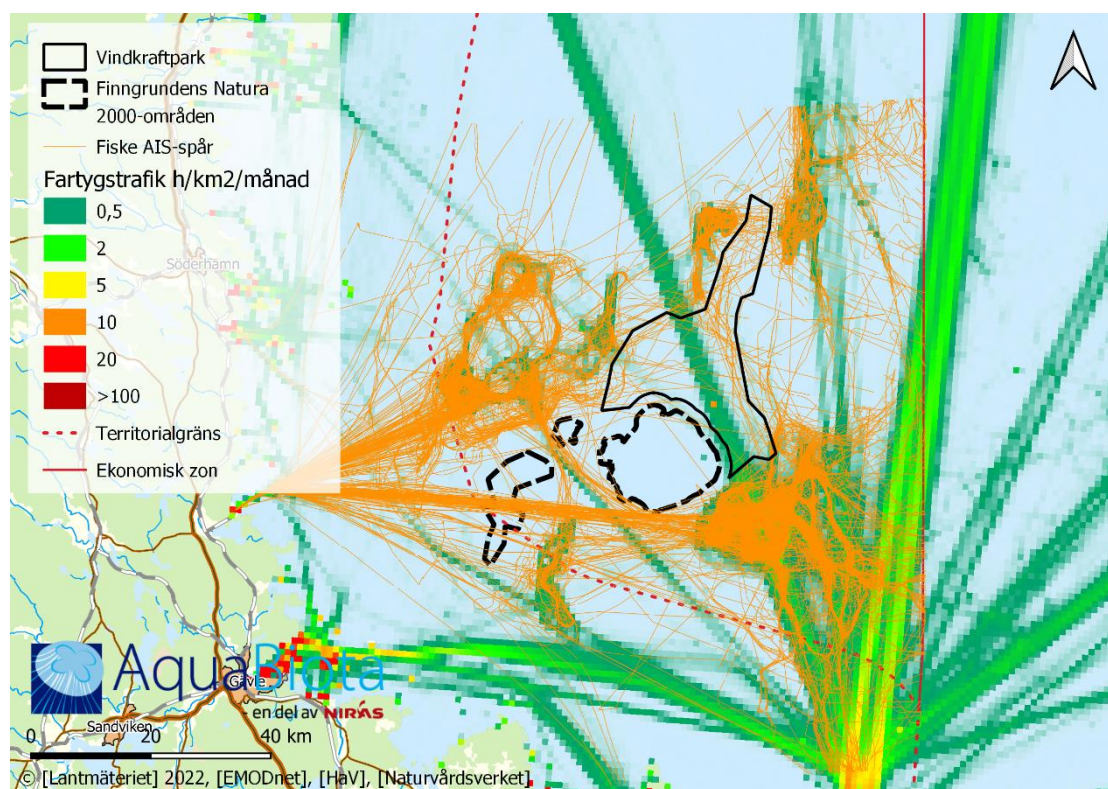 Vindkraftpark
Finngrundens Natura
2000-områden
Fiske AIS-spår
Fartygstrafik h/km2/månad
0,5
2
5
10
20
>100
Territorialgräns
Ekonomisk zon
Söderhamn
AquaBiota
Gävle
en del av NIRÁS
Sandviken
0 20 40 km
© [Lantmäteriet] 2022, [EMODnet], [HaV], [Naturvårdsverket]